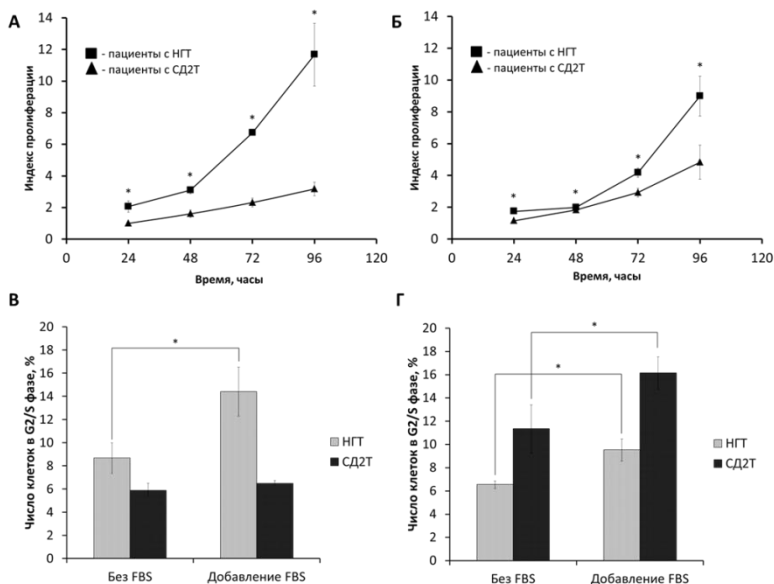 А
14
12
10
8
6
4
2
0
Индекс пролиферации
- пациенты с НГТ
- пациенты с СД2Т
*
*
*
*
0
24
48
72
96
120
Время, часы
Б
14
12
10
8
6
4
2
0
Индекс пролиферации
- пациенты с НГТ
- пациенты с СД2Т
*
*
*
*
0
24
48
72
96
120
Время, часы
В
20
18
16
14
12
10
8
6
4
2
0
Число клеток в G2/S фазе, %
*
НГТ
СД2Т
Без FBS
Добавление FBS
Г
20
18
16
14
12
10
8
6
4
2
0
Число клеток в G2/S фазе, %
*
*
НГТ
СД2Т
Без FBS
Добавление FBS